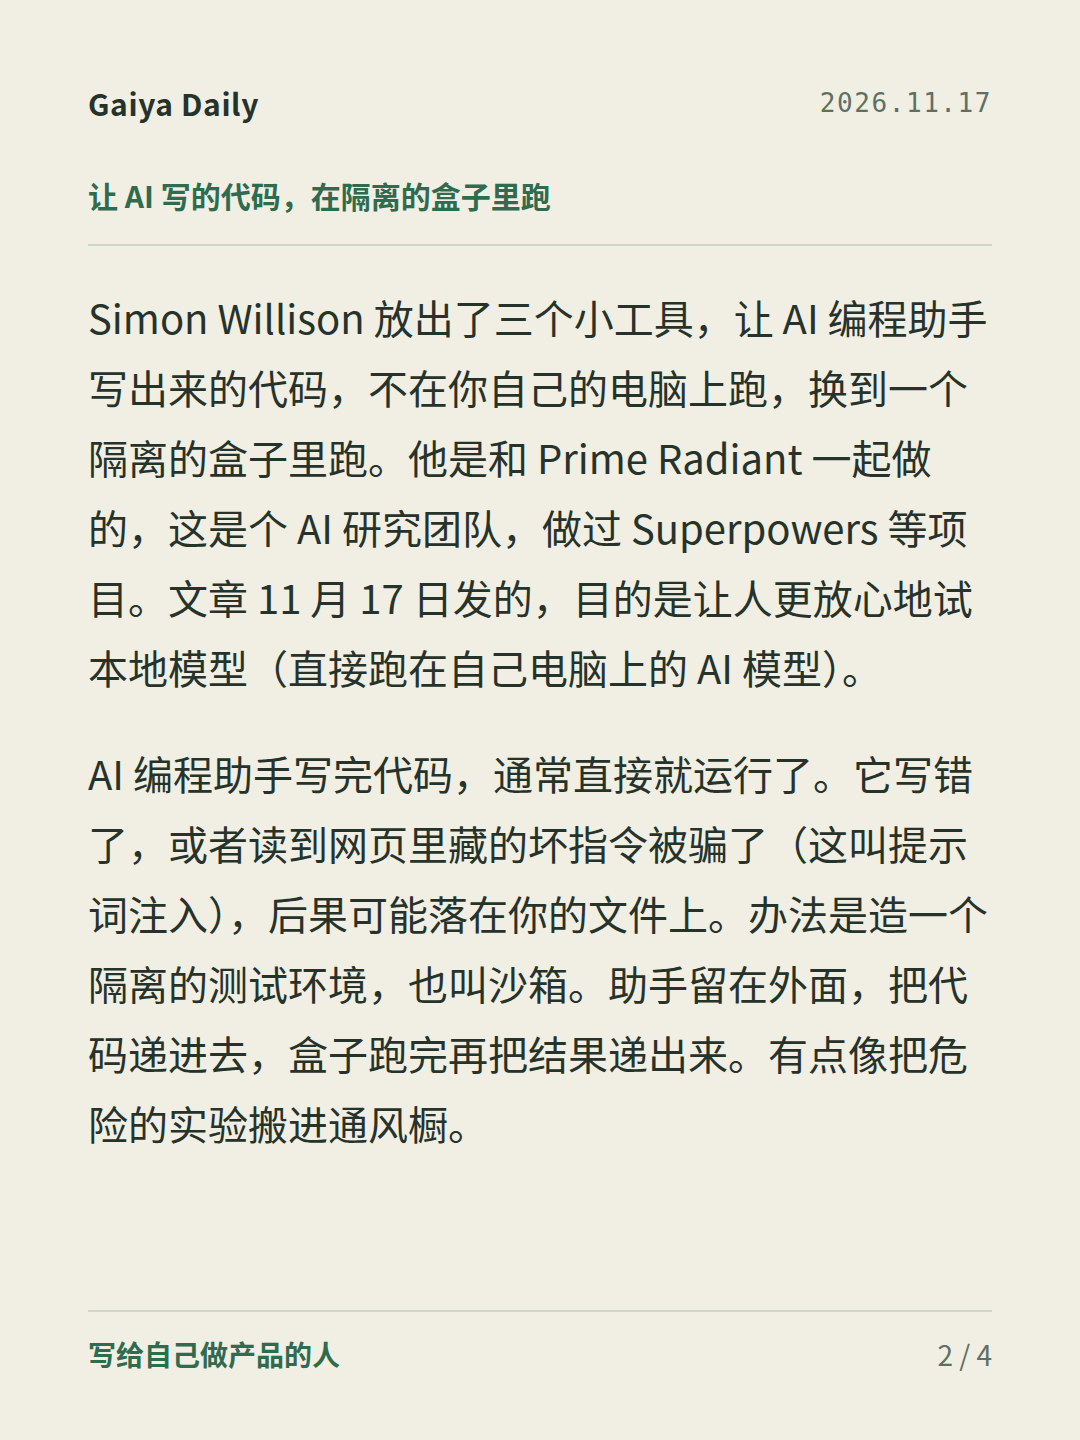 Gaiya Daily
2026.11.17
让 AI 写的代码，在隔离的盒子里跑
Simon Willison 放出了三个小工具，让 AI 编程助手
写出来的代码，不在你自己的电脑上跑，换到一个
隔离的盒子里跑。他是和 Prime Radiant 一起做
的，这是个 AI 研究团队，做过 Superpowers 等项
目。文章 11 月 17 日发的，目的是让人更放心地试
本地模型（直接跑在自己电脑上的 AI 模型）。
AI 编程助手写完代码，通常直接就运行了。它写错
了，或者读到网页里藏的坏指令被骗了（这叫提示
词注入），后果可能落在你的文件上。办法是造一个
隔离的测试环境，也叫沙箱。助手留在外面，把代
码递进去，盒子跑完再把结果递出来。有点像把危
险的实验搬进通风橱。
写给自己做产品的人
2 / 4